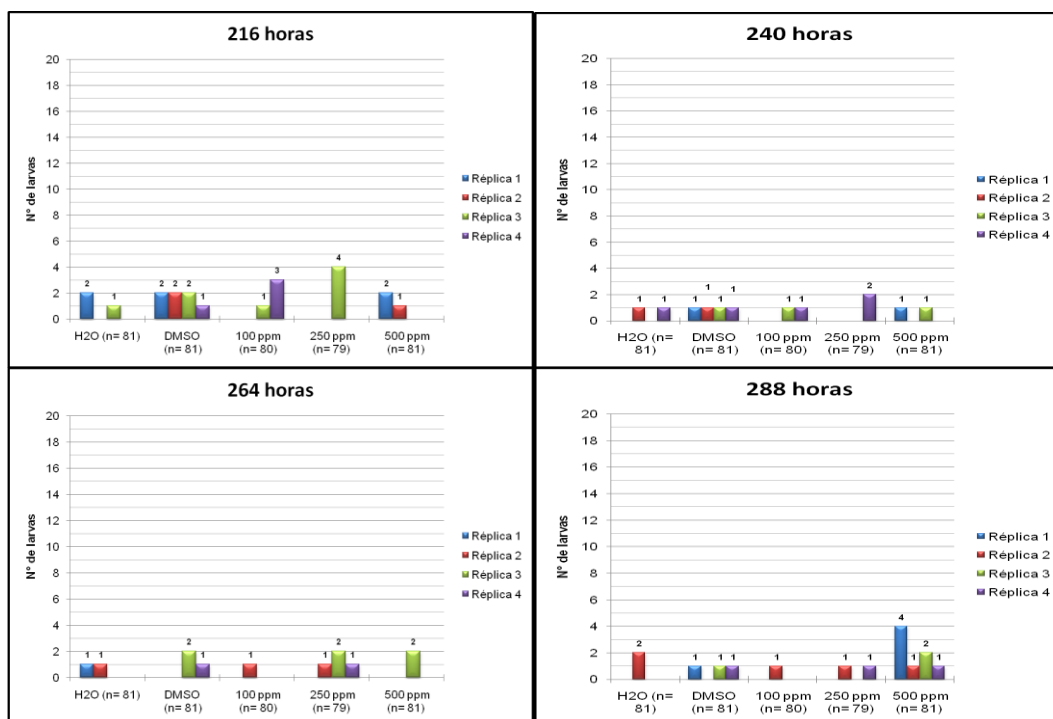 216 horas
N° de larvas
20
18
16
14
12
10
8
6
4
2
0
2
1
2
2
2
1
1
3
4
2
1
H2O (n= 81)
DMSO
(n= 81)
100 ppm
(n= 80)
250 ppm
(n= 79)
500 ppm
(n= 81)
Réplica 1
Réplica 2
Réplica 3
Réplica 4
240 horas
N° de larvas
20
18
16
14
12
10
8
6
4
2
0
1
1
1
1
1
1
1
1
2
1
1
H2O (n=
81)
DMSO
(n= 81)
100 ppm
(n= 80)
250 ppm
(n= 79)
500 ppm
(n= 81)
Réplica 1
Réplica 2
Réplica 3
Réplica 4
264 horas
N° de larvas
20
18
16
14
12
10
8
6
4
2
0
1
1
2
1
1
1
2
1
2
H2O (n= 81)
DMSO
(n= 81)
100 ppm
(n= 80)
250 ppm
(n= 79)
500 ppm
(n= 81)
Réplica 1
Réplica 2
Réplica 3
Réplica 4
288 horas
N° de larvas
20
18
16
14
12
10
8
6
4
2
0
2
1
1
1
1
1
1
4
1
2
1
H2O (n=
81)
DMSO
(n= 81)
100 ppm
(n= 80)
250 ppm
(n= 79)
500 ppm
(n= 81)
Réplica 1
Réplica 2
Réplica 3
Réplica 4